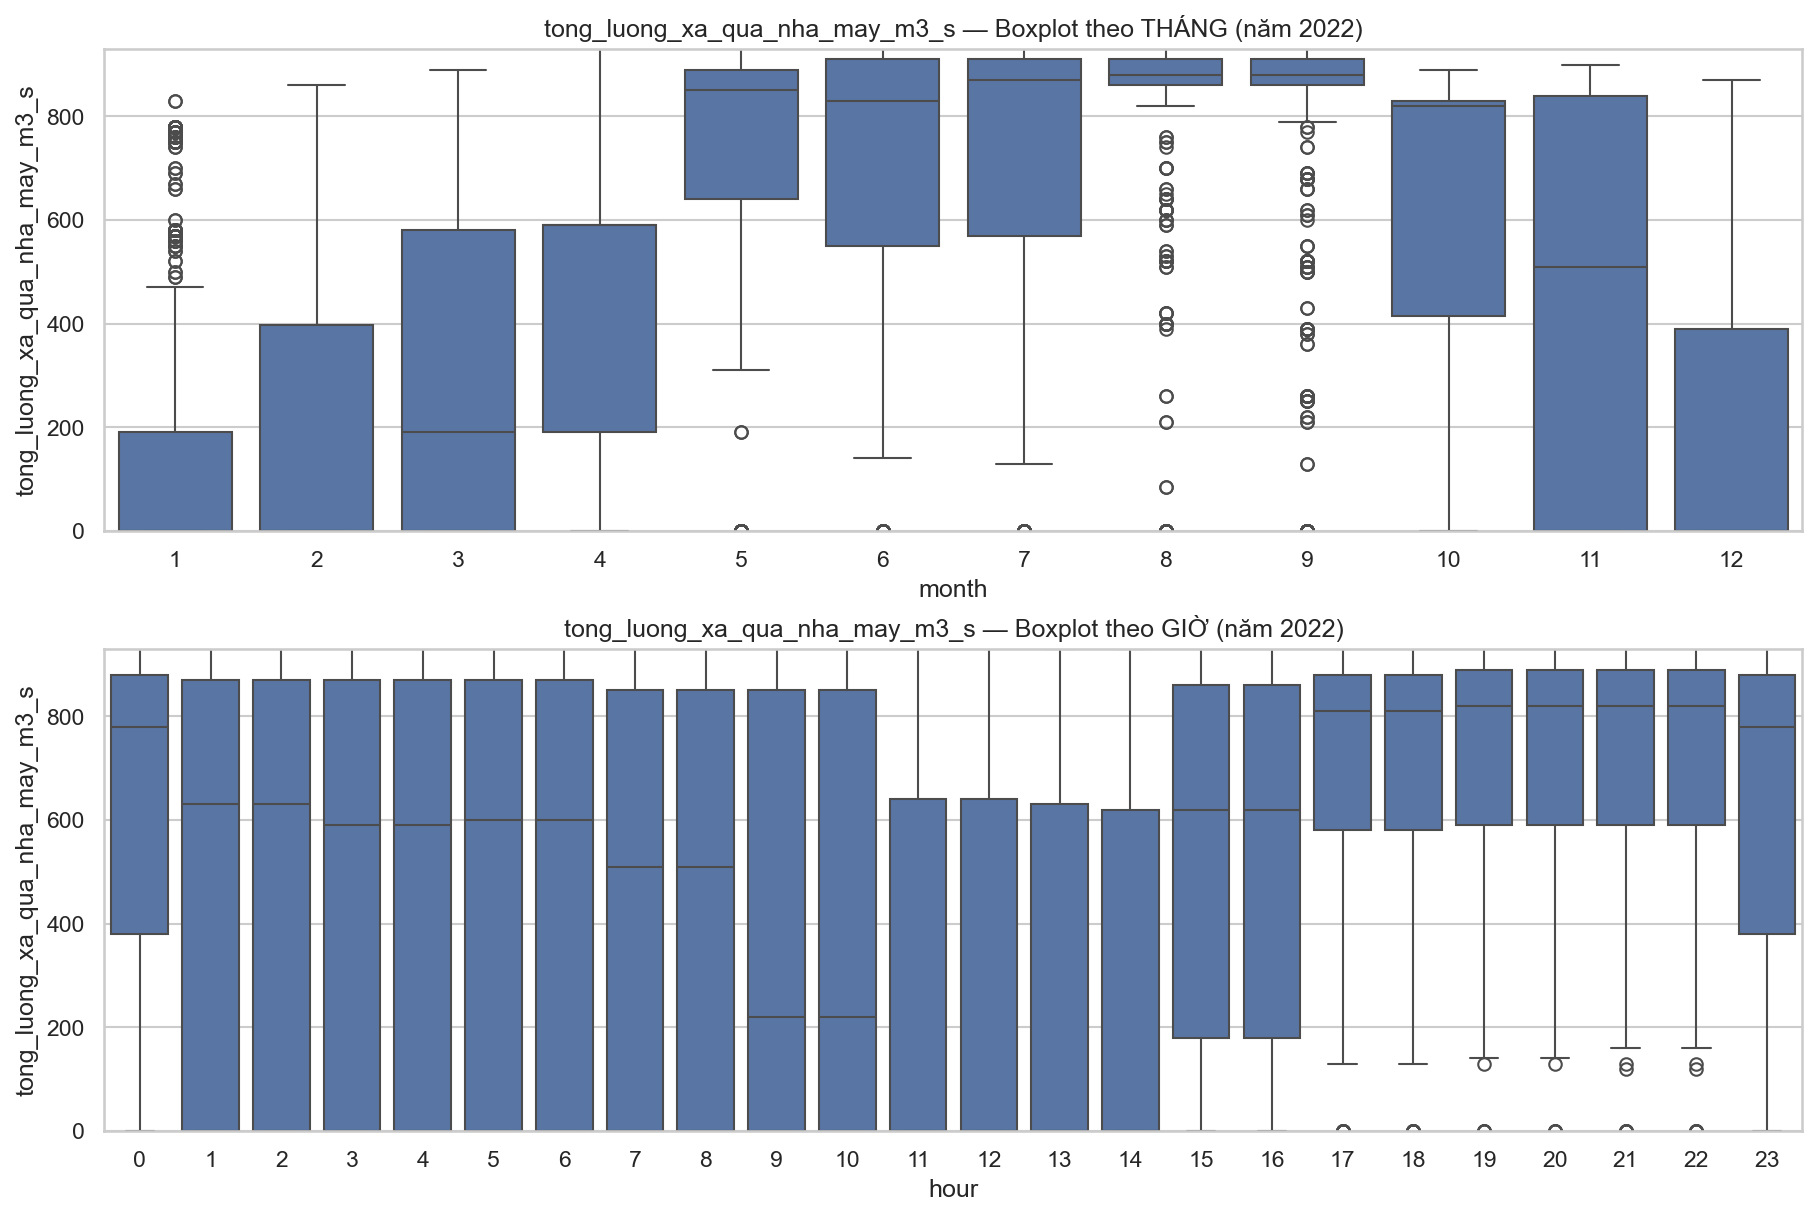 tong_luong_xa_qua_nha_may_m3_s — Boxplot theo THÁNG (năm 2022)
tong_luong_xa_qua_nha_may_m3_s
800
600
400
200
0
1 2 3 4 5 6 7 8 9 10 11 12
month
tong_luong_xa_qua_nha_may_m3_s — Boxplot theo GIỜ (năm 2022)
tong_luong_xa_qua_nha_may_m3_s
800
600
400
200
0
0 1 2 3 4 5 6 7 8 9 10 11 12 13 14 15 16 17 18 19 20 21 22 23
hour